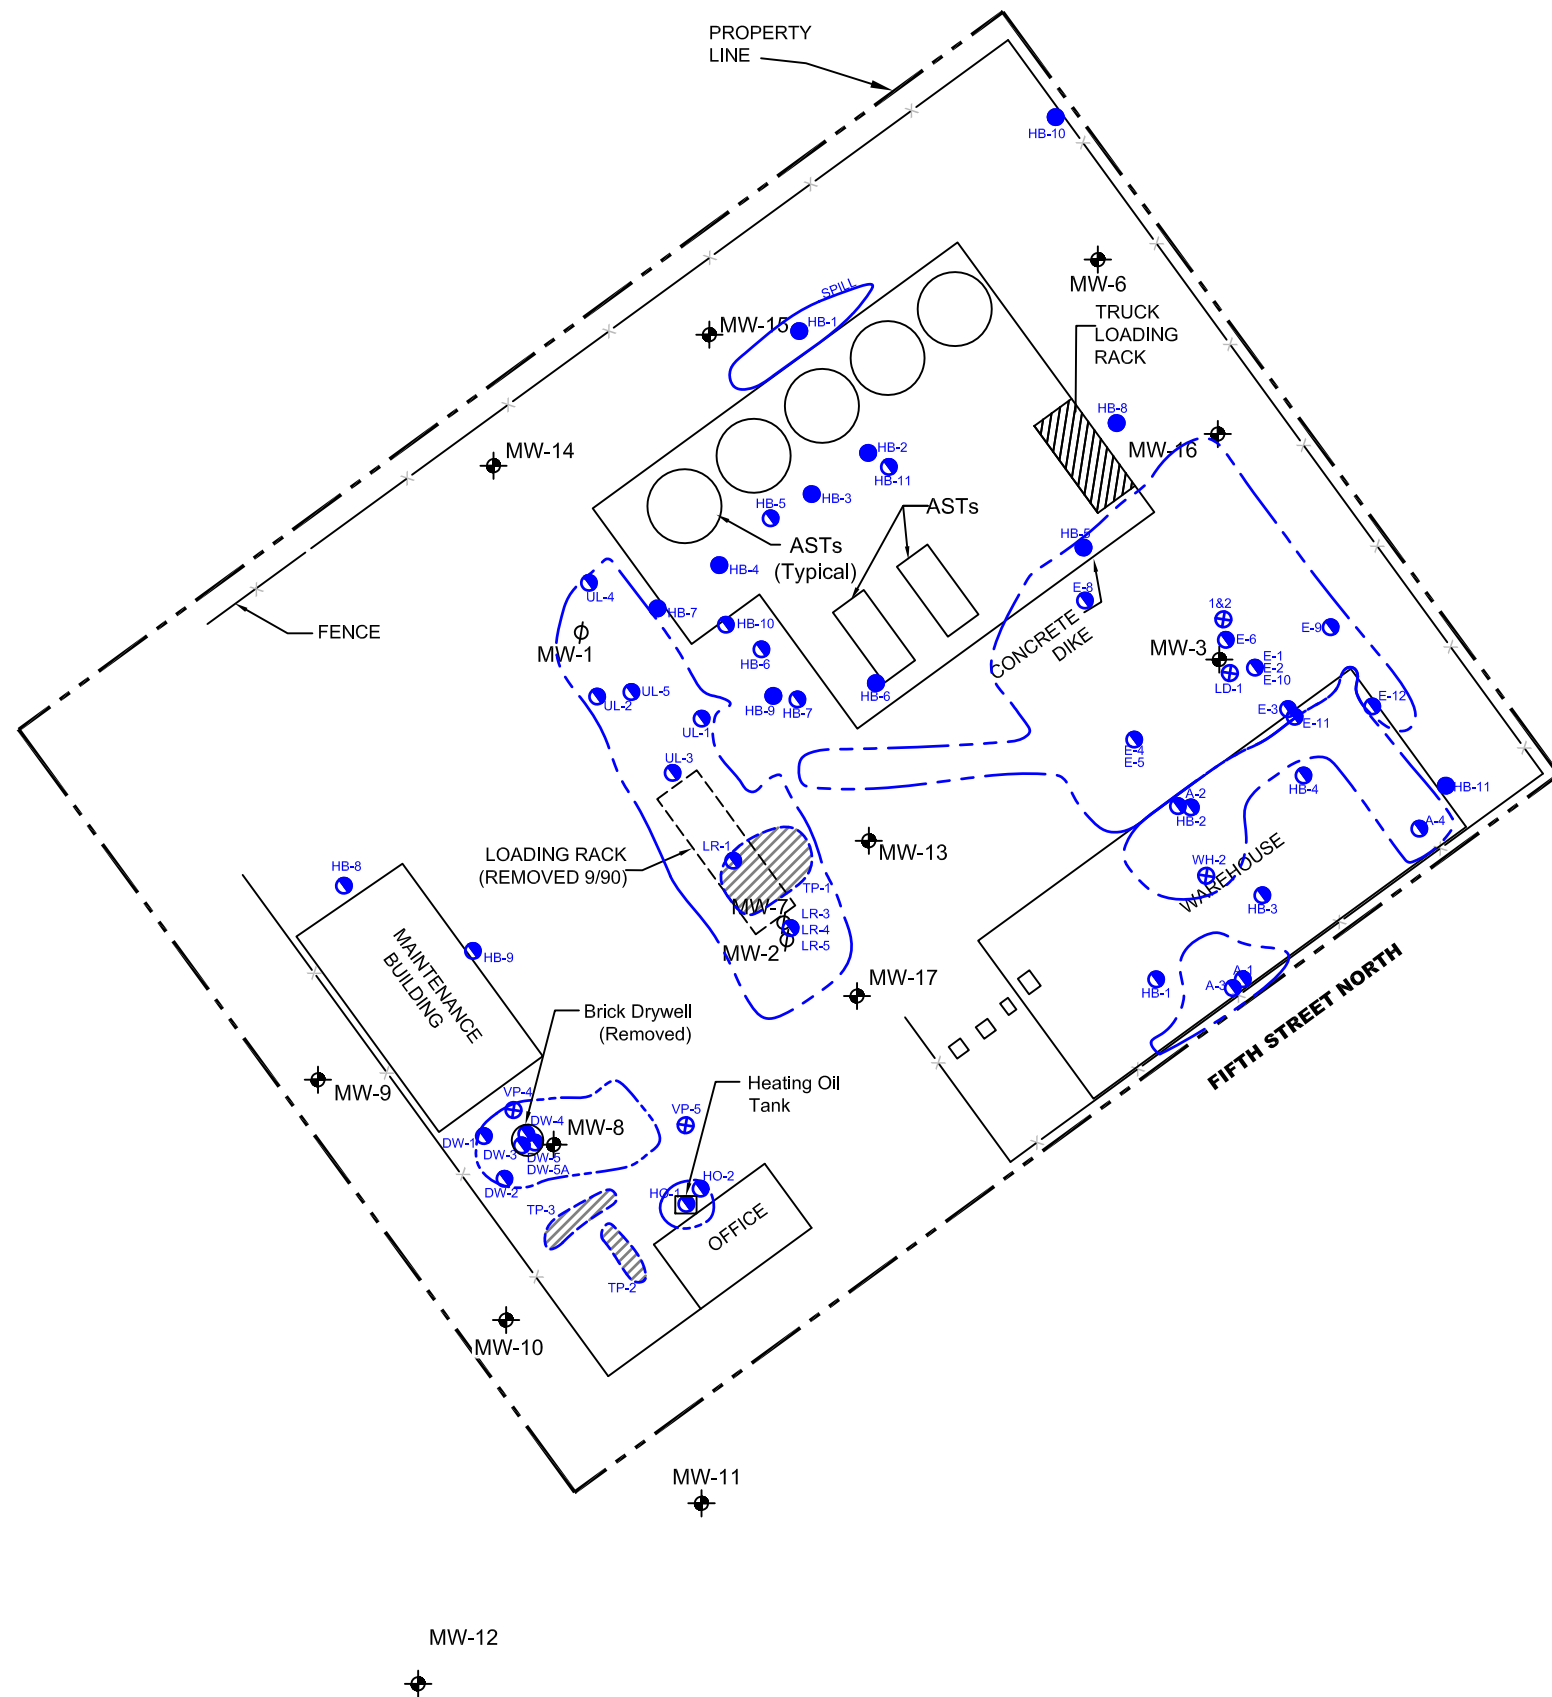 PROPERTY
LINE
HB-10
MW-6
SPILL
HB-1
MW-15
TRUCK
LOADING
RACK
HB-8
MW-16
MW-14
HB-2
HB-11
HB-3
HB-5
ASTs
ASTs
(Typical)
HB-5
HB-4
UL-4
HB-7
E-8
1&2
FENCE
HB-10
CONCRETE
DIKE
E-9
E-6
MW-1
HB-6
MW-3
E-1
E-2
E-10
LD-1
UL-5
UL-2
HB-6
HB-9
HB-7
E-12
E-3
E-11
UL-1
E-4
E-5
UL-3
HB-4
HB-11
A-2
HB-2
A-4
LOADING RACK
(REMOVED 9/90)
LR-1
MW-13
WAREHOUSE
WH-2
HB-8
TP-1
HB-3
MW-7
LR-3
LR-4
LR-5
MW-2
MAINTENANCE
BUILDING
HB-9
MW-17
HB-1
A-1
A-3
FIFTH STREET NORTH
Brick Drywell
(Removed)
MW-9
Heating Oil
Tank
VP-4
VP-5
DW-4
MW-8
DW-1
DW-3
DW-5
DW-5A
DW-2
HO-2
HO-1
TP-3
OFFICE
TP-2
MW-10
MW-11
MW-12